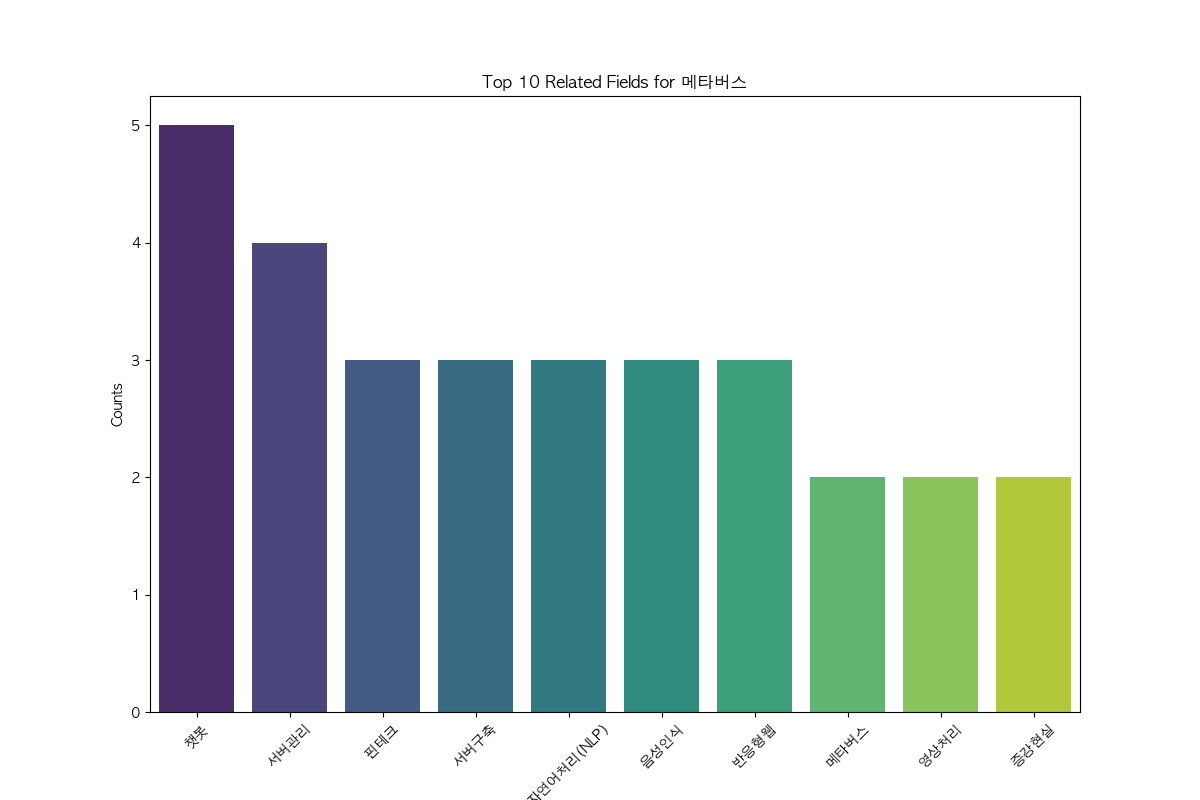 Top 10 Related Fields for 메타버스
5
4
3
2
1
0
Counts
챗봇
서버관리
핀테크
서버구축
자연어처리(NLP)
음성인식
반응형웹
메타버스
영상처리
증강현실